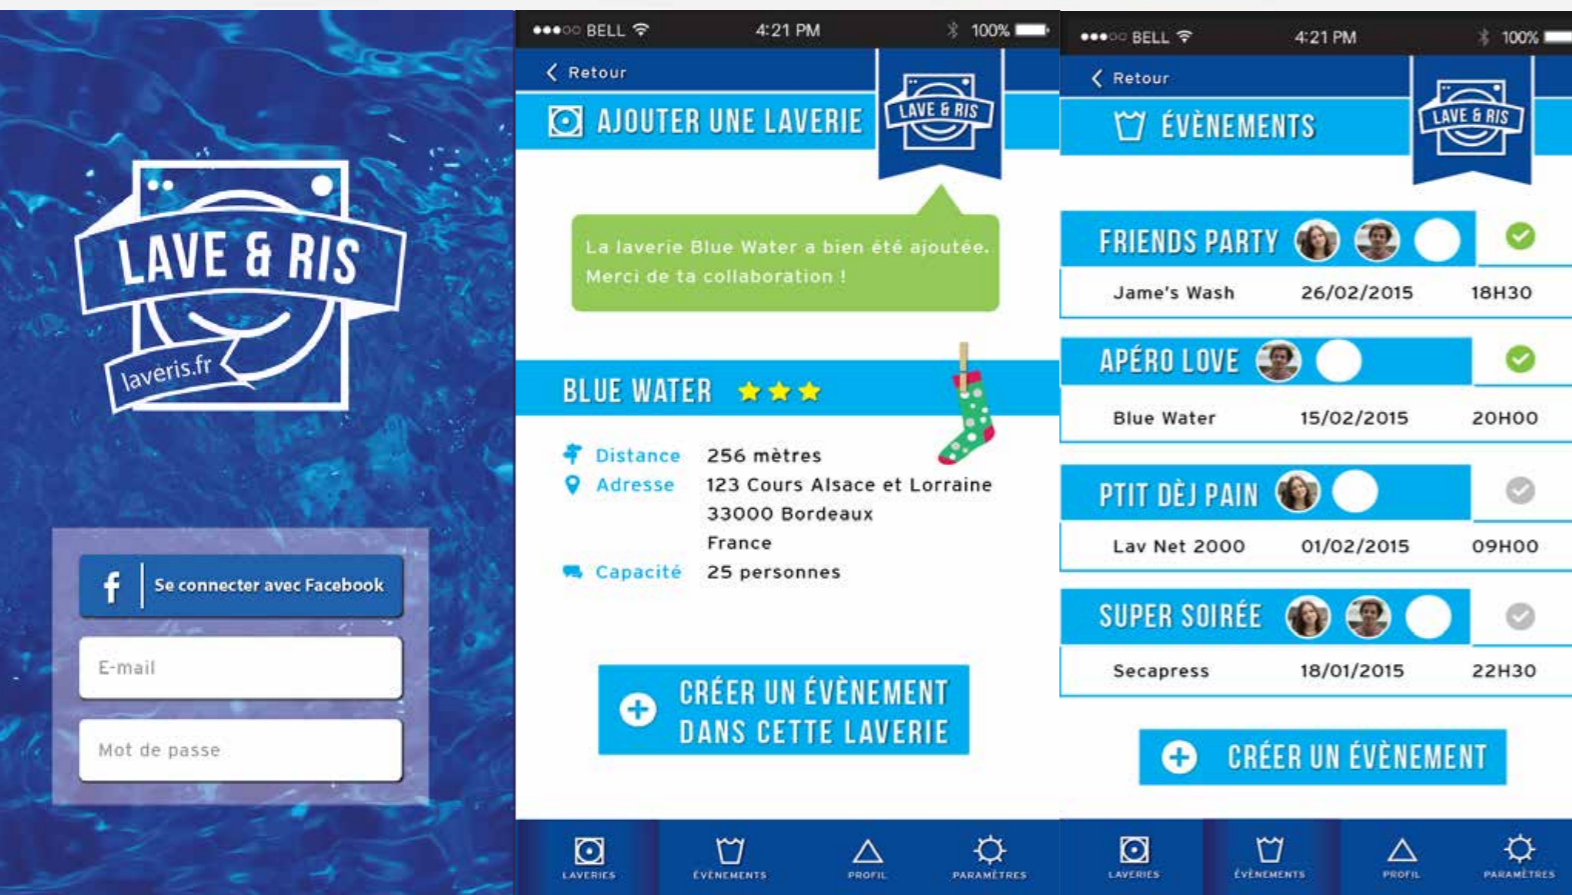 LAVE & RIS
laveris.fr
Se connecter avec Facebook
E-mail
Mot de passe
BELL 4:21 PM 100%
Retour
AJOUTER UNE LAVERIE
LAVE & RIS
La laverie Blue Water a bien été ajoutée.
Merci de ta collaboration !
BLUE WATER
Distance 256 mètres
Adresse 123 Cours Alsace et Lorraine
33000 Bordeaux
France
Capacité 25 personnes
CRÉER UN ÉVÈNEMENT
DANS CETTE LAVERIE
LAVERIES ÉVÈNEMENTS PROFIL PARAMÈTRES
BELL 4:21 PM 100%
Retour
ÉVÈNEMENTS
LAVE & RIS
FRIENDS PARTY
Jame's Wash 26/02/2015 18H30
APÉRO LOVE
Blue Water 15/02/2015 20H00
PTIT DÈJ PAIN
Lav Net 2000 01/02/2015 09H00
SUPER SOIRÉE
Secapress 18/01/2015 22H30
CRÉER UN ÉVÈNEMENT
LAVERIES ÉVÈNEMENTS PROFIL PARAMÈTRES